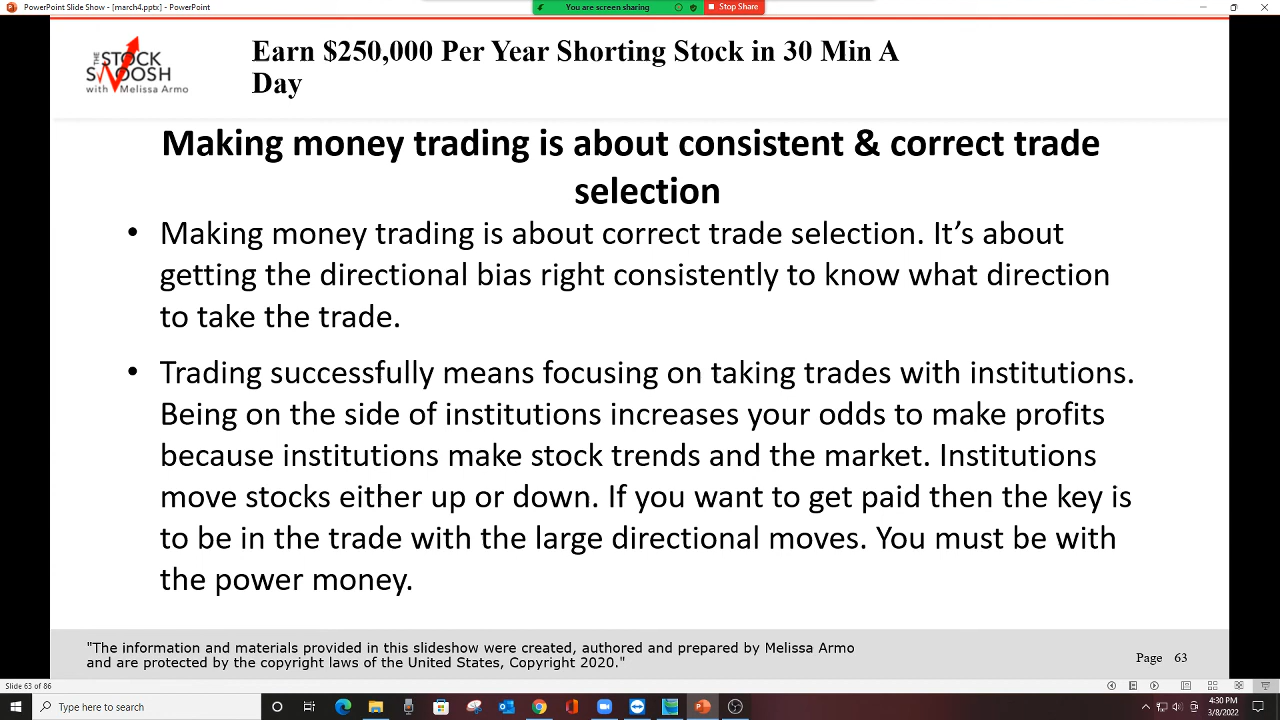 PowerPoint Slide Show - [march4.pptx] - PowerPoint
You are screen sharing
Stop Share
THE
STOCK
SWOOSH
with Melissa Armo
Earn $250,000 Per Year Shorting Stock in 30 Min A
Day
Making money trading is about consistent & correct trade
selection
• Making money trading is about correct trade selection. It’s about
getting the directional bias right consistently to know what direction
to take the trade.
• Trading successfully means focusing on taking trades with institutions.
Being on the side of institutions increases your odds to make profits
because institutions make stock trends and the market. Institutions
move stocks either up or down. If you want to get paid then the key is
to be in the trade with the large directional moves. You must be with
the power money.
"The information and materials provided in this slideshow were created, authored and prepared by Melissa Armo
and are protected by the copyright laws of the United States, Copyright 2020."
Page 63
Slide 63 of 86
Type here to search
4:30 PM
3/8/2022